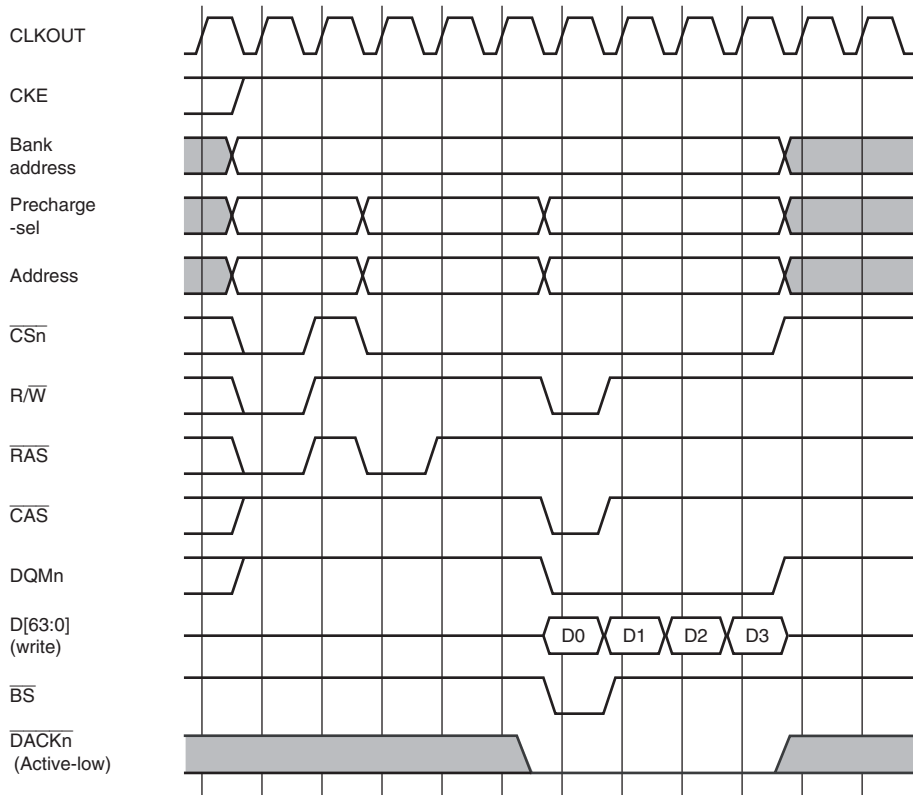 CLKOUT
CKE
Bank
address
Precharge
-sel
Address
CSn
R/W
RAS
CAS
DQMn
D[63:0]
(write)
D0 D1 D2 D3
BS
DACKn
(Active-low)